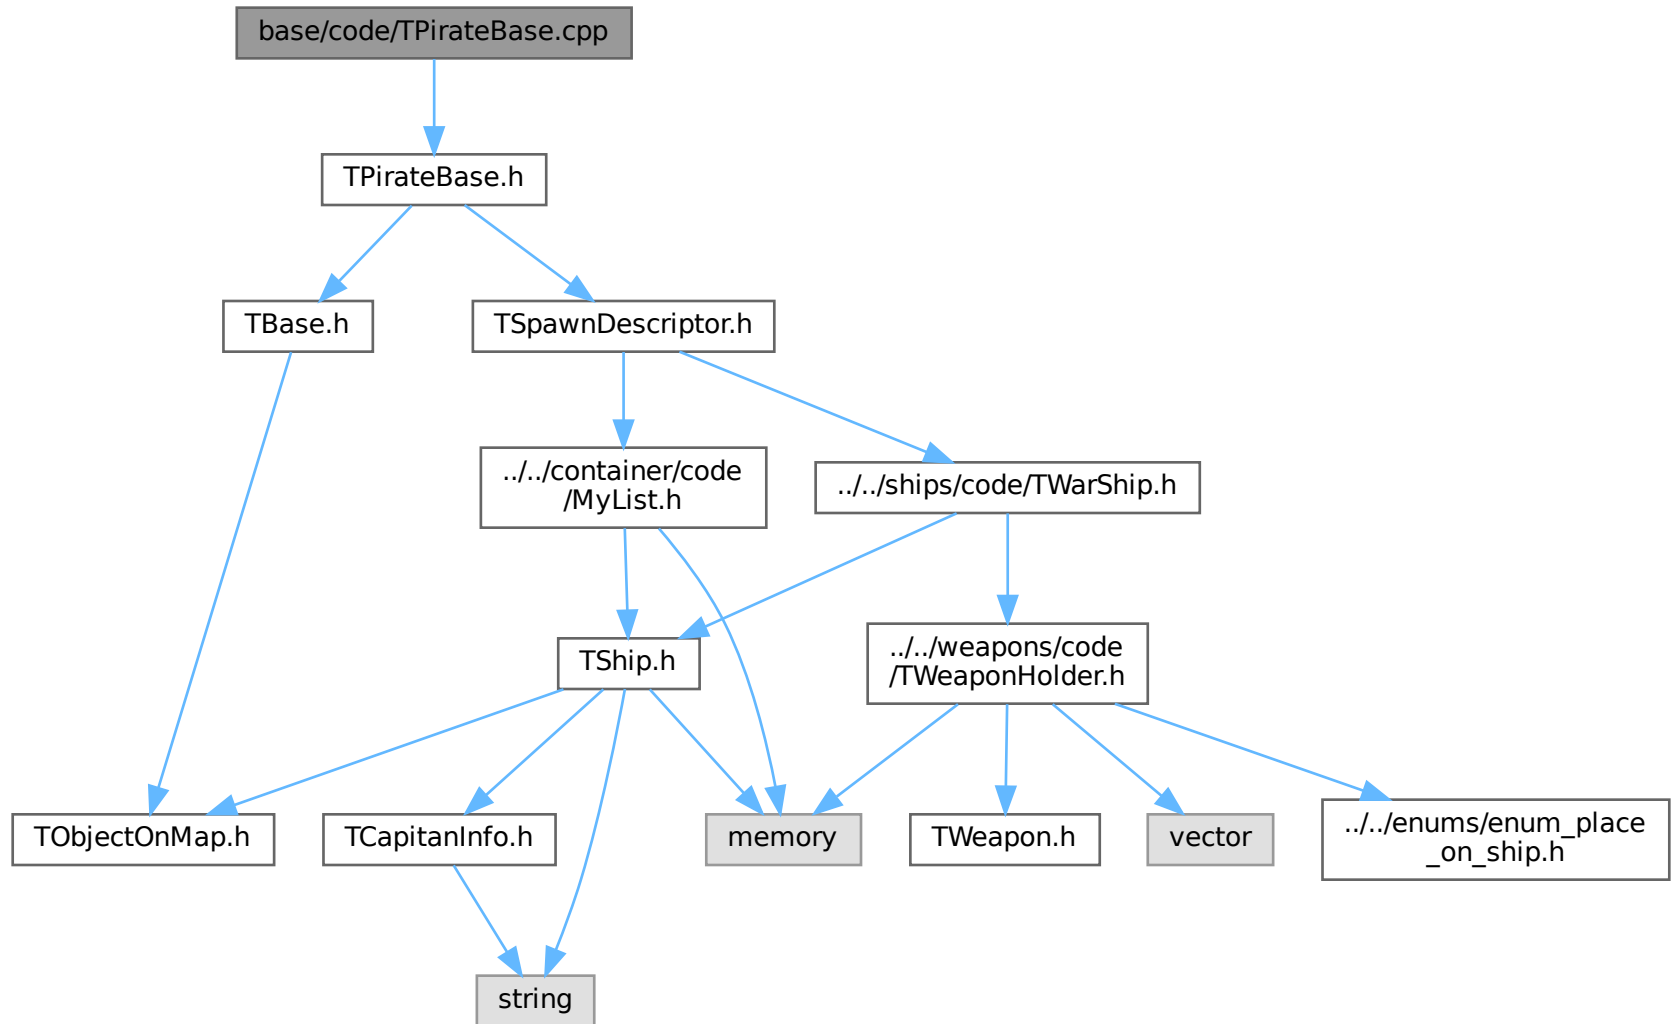 base/code/TPirateBase.cpp
TPirateBase.h
TBase.h
TSpawnDescriptor.h
../../container/code
/MyList.h
../../ships/code/TWarShip.h
TShip.h
../../weapons/code
/TWeaponHolder.h
TObjectOnMap.h
TCapitanInfo.h
memory
TWeapon.h
vector
../../enums/enum_place
_on_ship.h
string